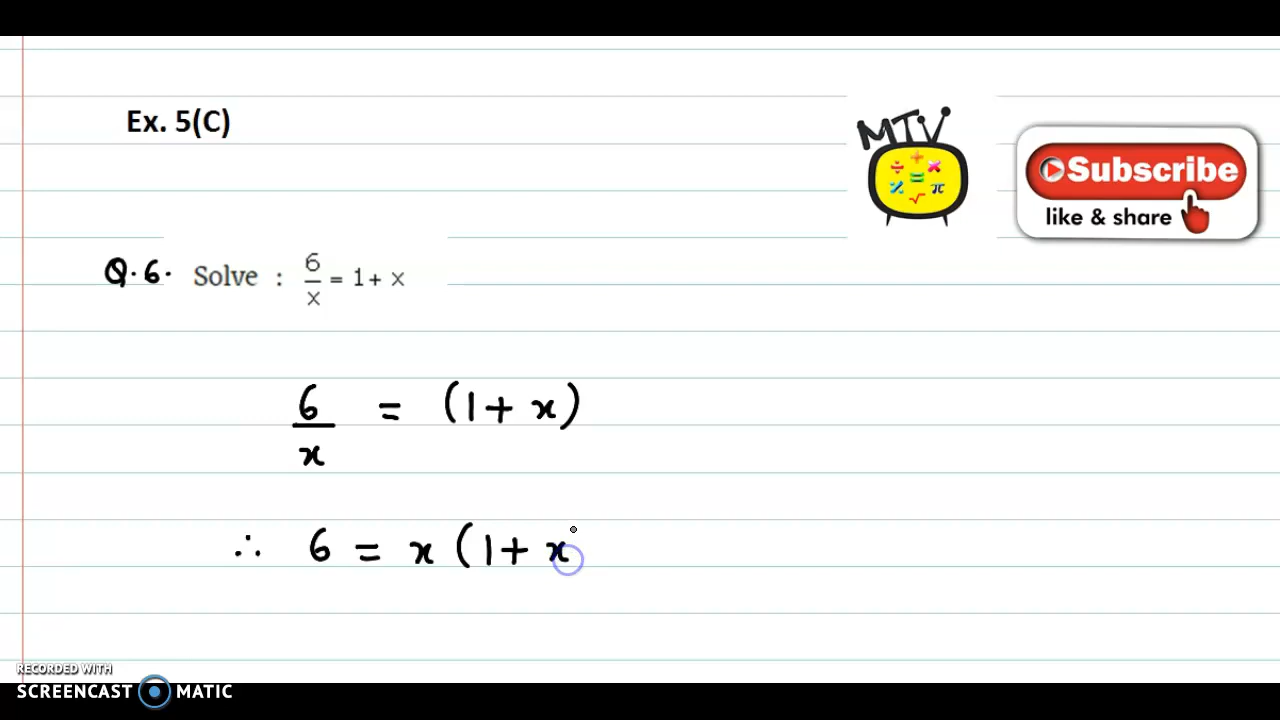 Ex. 5(C)
MTV
Subscribe
like & share
Q.6. Solve : 6/x = 1 + x
6/x = (1 + x)
∴ 6 = x (1 + x
RECORDED WITH
SCREENCAST MATIC